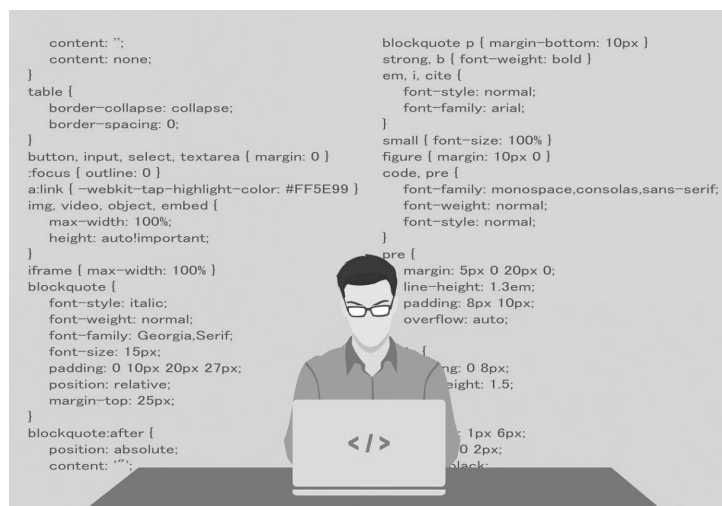 content: '';
content: none;
}
table {
border-collapse: collapse;
border-spacing: 0;
}
button, input, select, textarea { margin: 0 }
:focus { outline: 0 }
a:link { -webkit-tap-highlight-color: #FF5E99 }
img, video, object, embed {
max-width: 100%;
height: auto!important;
}
iframe { max-width: 100% }
blockquote {
font-style: italic;
font-weight: normal;
font-family: Georgia,Serif;
font-size: 15px;
padding: 0 10px 20px 27px;
position: relative;
margin-top: 25px;
}
blockquote:after {
position: absolute;
content: '"';
blockquote p { margin-bottom: 10px }
strong, b { font-weight: bold }
em, i, cite {
font-style: normal;
font-family: arial;
}
small { font-size: 100% }
figure { margin: 10px 0 }
code, pre {
font-family: monospace,consolas,sans-serif;
font-weight: normal;
font-style: normal;
}
pre {
margin: 5px 0 20px 0;
line-height: 1.3em;
padding: 8px 10px;
overflow: auto;
{
0 8px;
1.5;
1px 6px;
0 2px;
</>